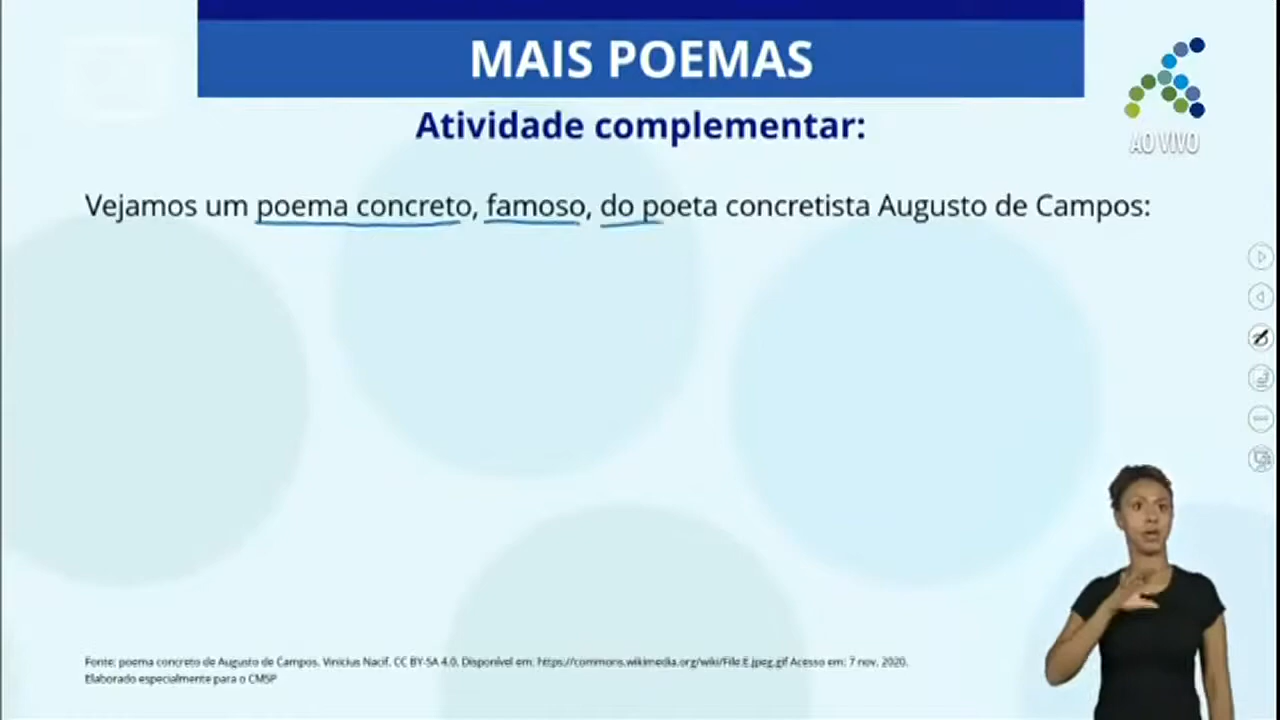 MAIS POEMAS
Atividade complementar:
AO VIVO
Vejamos um poema concreto, famoso, do poeta concretista Augusto de Campos:
Fonte: poema concreto de Augusto de Campos. Vinícius Nacif. CC BY-SA 4.0. Disponível em: https://commons.wikimedia.org/wiki/File:E.jpeg.gif Acesso em: 7 nov. 2020.
Elaborado especialmente para o CMSP